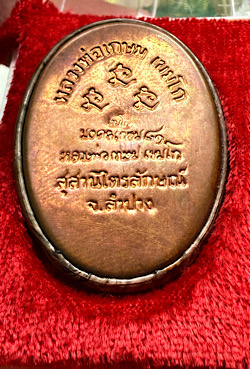 หลวงพ่อเกษม เขมโก
รุ่น
มงคลเกษม
หลวงพ่อเกษม เขมโก
สุสานไตรลักษณ์
จ.ลำปาง